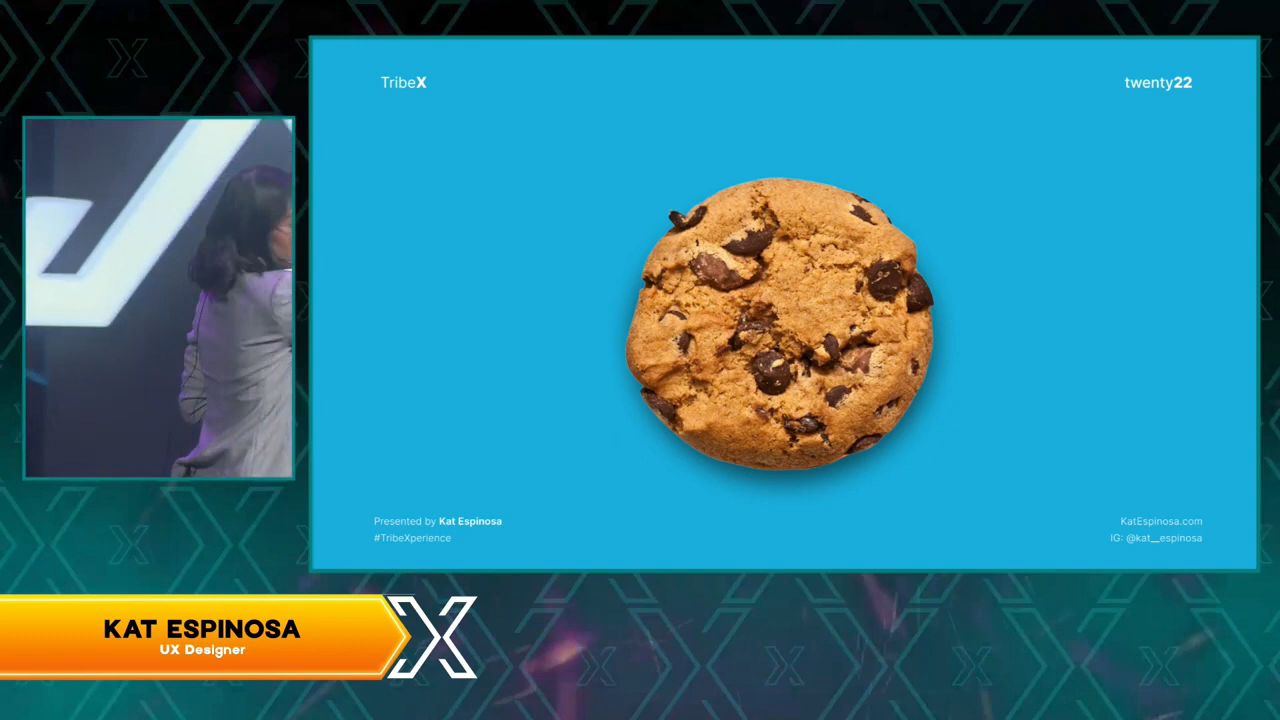 TribeX
twenty22
Presented by Kat Espinosa
#TribeXperience
KatEspinosa.com
IG: @kat__espinosa
KAT ESPINOSA
UX Designer
X